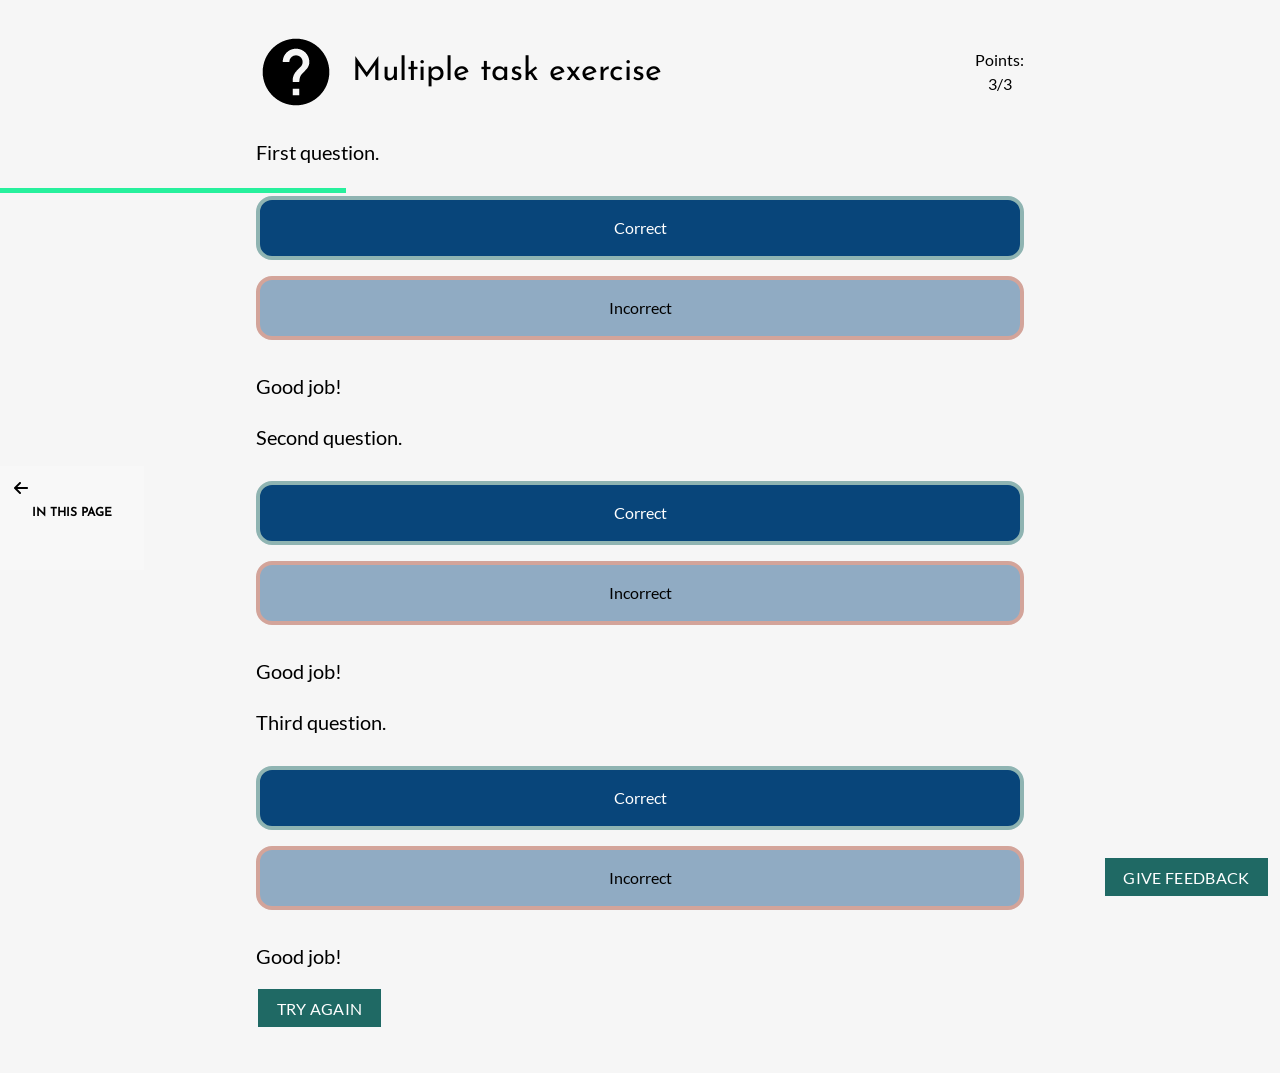 Multiple task exercise
Points:
3/3
First question.
Correct
Incorrect
Good job!
Second question.
Correct
IN THIS PAGE
Incorrect
Good job!
Third question.
Correct
Incorrect
GIVE FEEDBACK
Good job!
TRY AGAIN